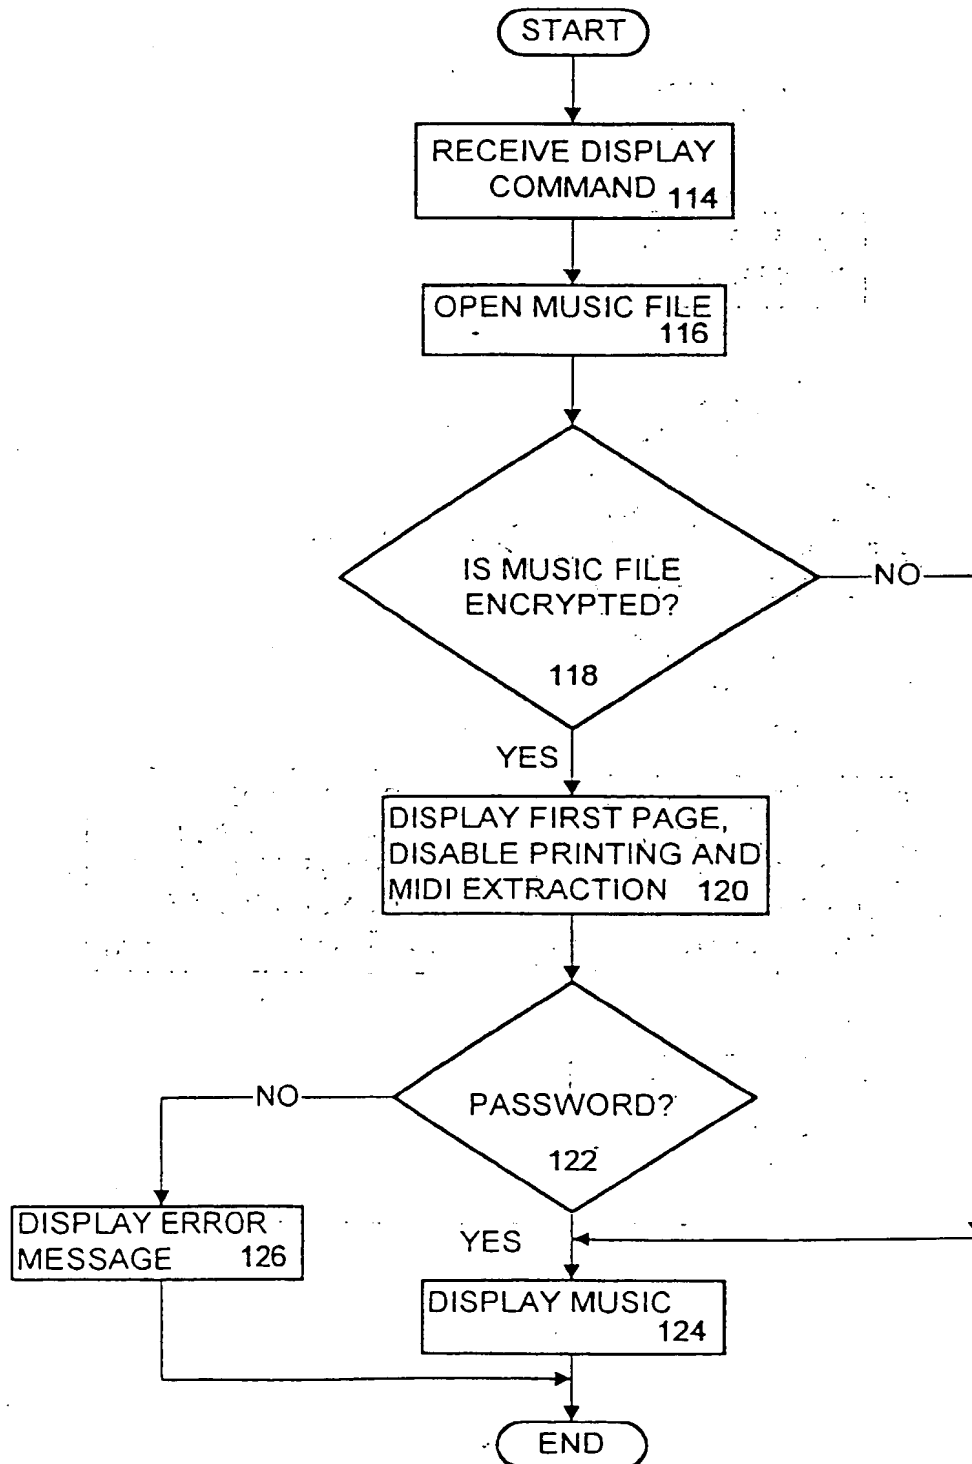 START
RECEIVE DISPLAY
COMMAND 114
OPEN MUSIC FILE
116
IS MUSIC FILE
ENCRYPTED?
118
NO
YES
DISPLAY FIRST PAGE,
DISABLE PRINTING AND
MIDI EXTRACTION 120
PASSWORD?
122
NO
DISPLAY ERROR
MESSAGE 126
YES
DISPLAY MUSIC
124
END